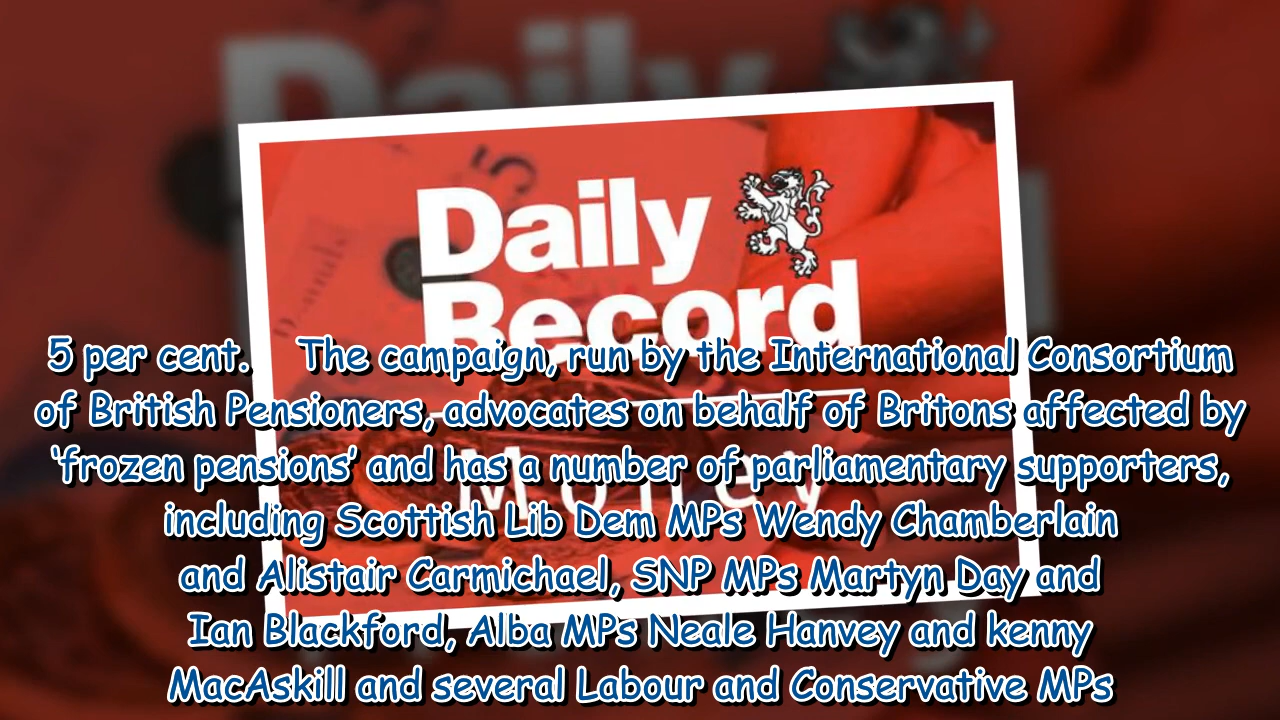 Daily
Daily
Record
Money
5 per cent. The campaign, run by the International Consortium
of British Pensioners, advocates on behalf of Britons affected by
‘frozen pensions’ and has a number of parliamentary supporters,
including Scottish Lib Dem MPs Wendy Chamberlain
and Alistair Carmichael, SNP MPs Martyn Day and
Ian Blackford, Alba MPs Neale Hanvey and kenny
MacAskill and several Labour and Conservative MPs